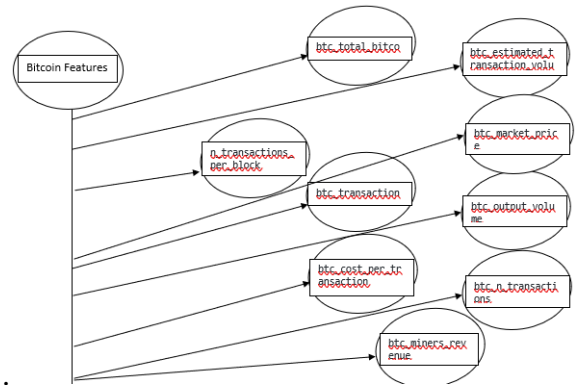 btc_total_bitco
btc_estimated_t
ransaction_volu
Bitcoin Features
btc_market_pric
e
n_transactions_
per_block
btc_transaction
btc_output_volu
me
btc_cost_per_tr
ansaction
btc_n_transacti
ons
btc_miners_rev
enue